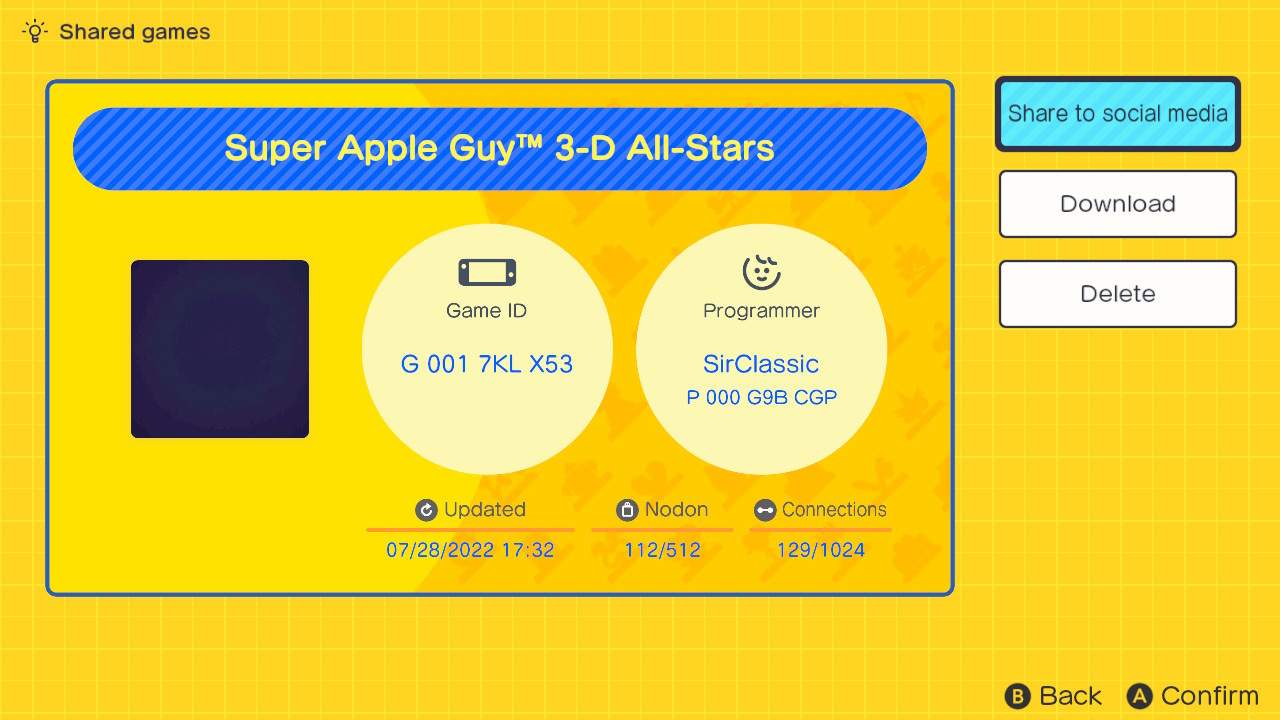 Shared games
Super Apple Guy™ 3-D All-Stars
Game ID
G 001 7KL X53
Programmer
SirClassic
P 000 G9B CGP
Updated
07/28/2022 17:32
Nodon
112/512
Connections
129/1024
Share to social media
Download
Delete
B Back A Confirm